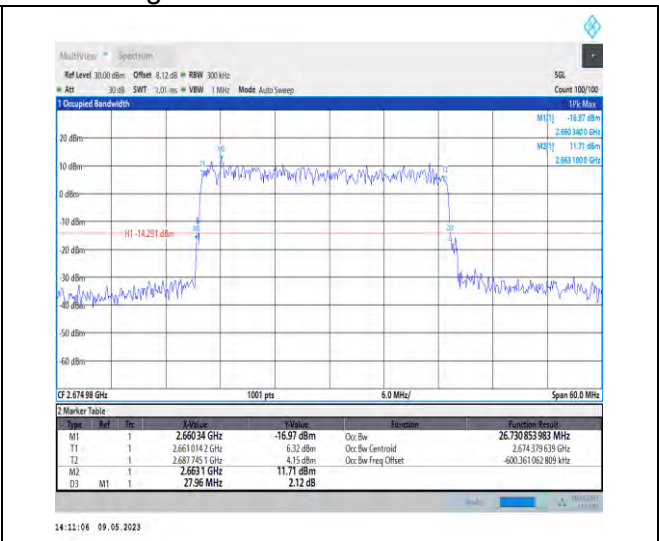 MultiView Spectrum
Ref Level 30.00 dBm Offset 8.12 dB RBW 300 kHz SGL
Att 30 dB SWT 3.01 ms VBW 1 MHz Mode Auto Sweep Count 100/100
1 Occupied Bandwidth 1Pk Max
M1[1] -16.97 dBm
2.660 3400 GHz
M2[1] 11.71 dBm
2.663 1000 GHz
20 dBm
M2
T1 T2
10 dBm
0 dBm
-10 dBm
H1 -14.291 dBm
-20 dBm
-30 dBm
-40 dBm
-50 dBm
-60 dBm
CF 2.674 98 GHz 1001 pts 6.0 MHz/ Span 60.0 MHz
2 Marker Table
Type Ref Trc X-Value Y-Value Function Function Result
M1 1 2.660 34 GHz -16.97 dBm Occ Bw 26.730 853 983 MHz
T1 1 2.661 014 2 GHz 6.32 dBm Occ Bw Centroid 2.674 379 639 GHz
T2 1 2.687 745 1 GHz 4.15 dBm Occ Bw Freq Offset -600.361 062 809 kHz
M2 1 2.663 1 GHz 11.71 dBm
D3 M1 1 27.96 MHz 2.12 dB
14:11:06 09.05.2023